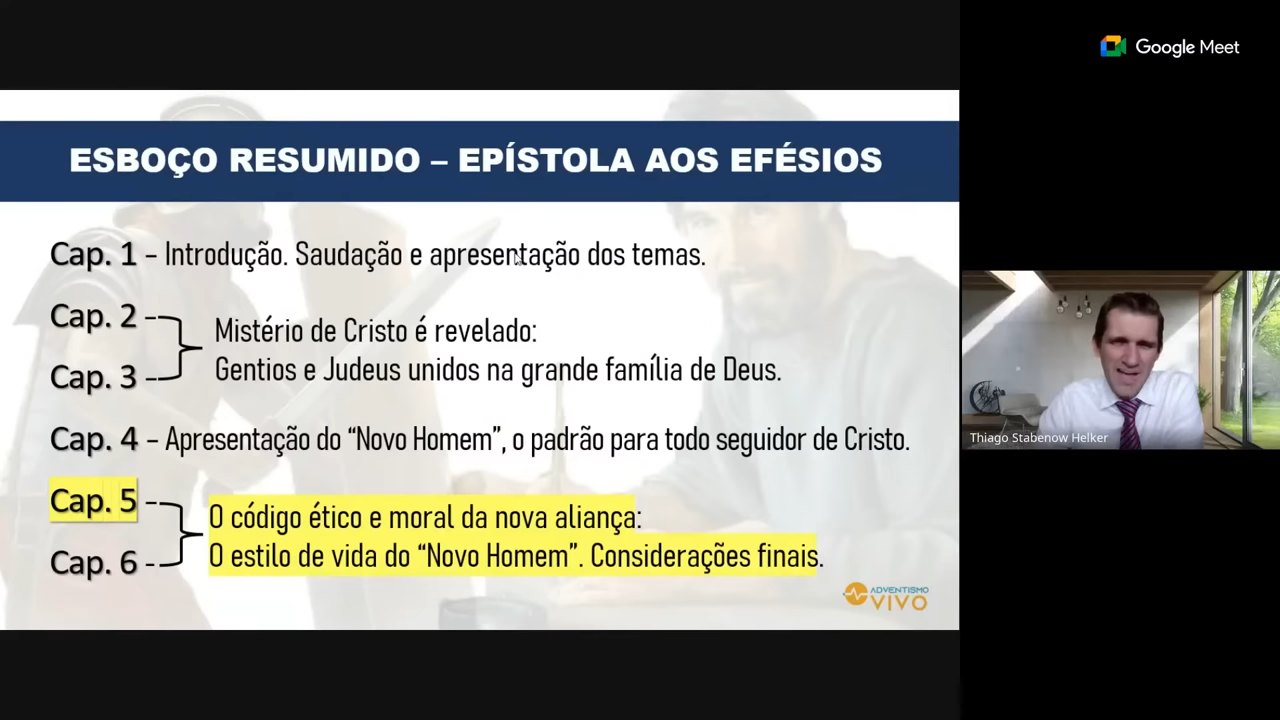 Google Meet
ESBOÇO RESUMIDO – EPÍSTOLA AOS EFÉSIOS
Cap. 1 – Introdução. Saudação e apresentação dos temas.
Cap. 2 –
Mistério de Cristo é revelado:
Cap. 3 –
Gentios e Judeus unidos na grande família de Deus.
Cap. 4 – Apresentação do “Novo Homem”, o padrão para todo seguidor de Cristo.
Cap. 5 –
O código ético e moral da nova aliança:
Cap. 6 -
O estilo de vida do “Novo Homem”. Considerações finais.
ADVENTISMO
VIVO
Thiago Stabenow Helker